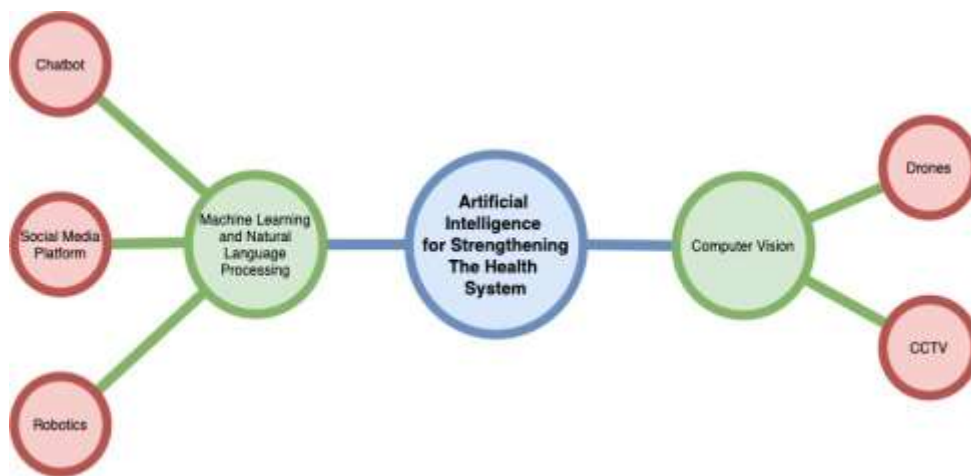 Chatbot
Social Media
Platform
Robotics
Machine Learning
and Natural
Language
Processing
Artificial
Intelligence
for Strengthening
The Health
System
Computer Vision
Drones
CCTV